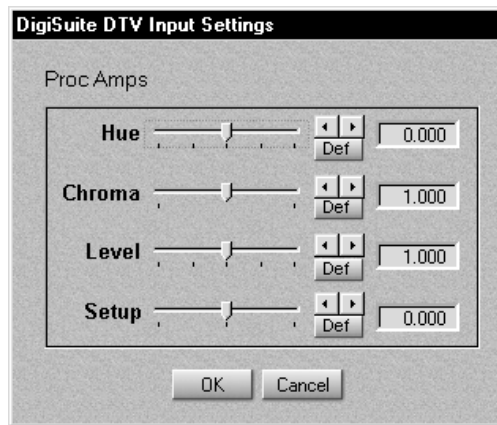 DigiSuite DTV Input Settings
Proc Amps
Hue
Def
0.000
Chroma
Def
1.000
Level
Def
1.000
Setup
Def
0.000
OK
Cancel